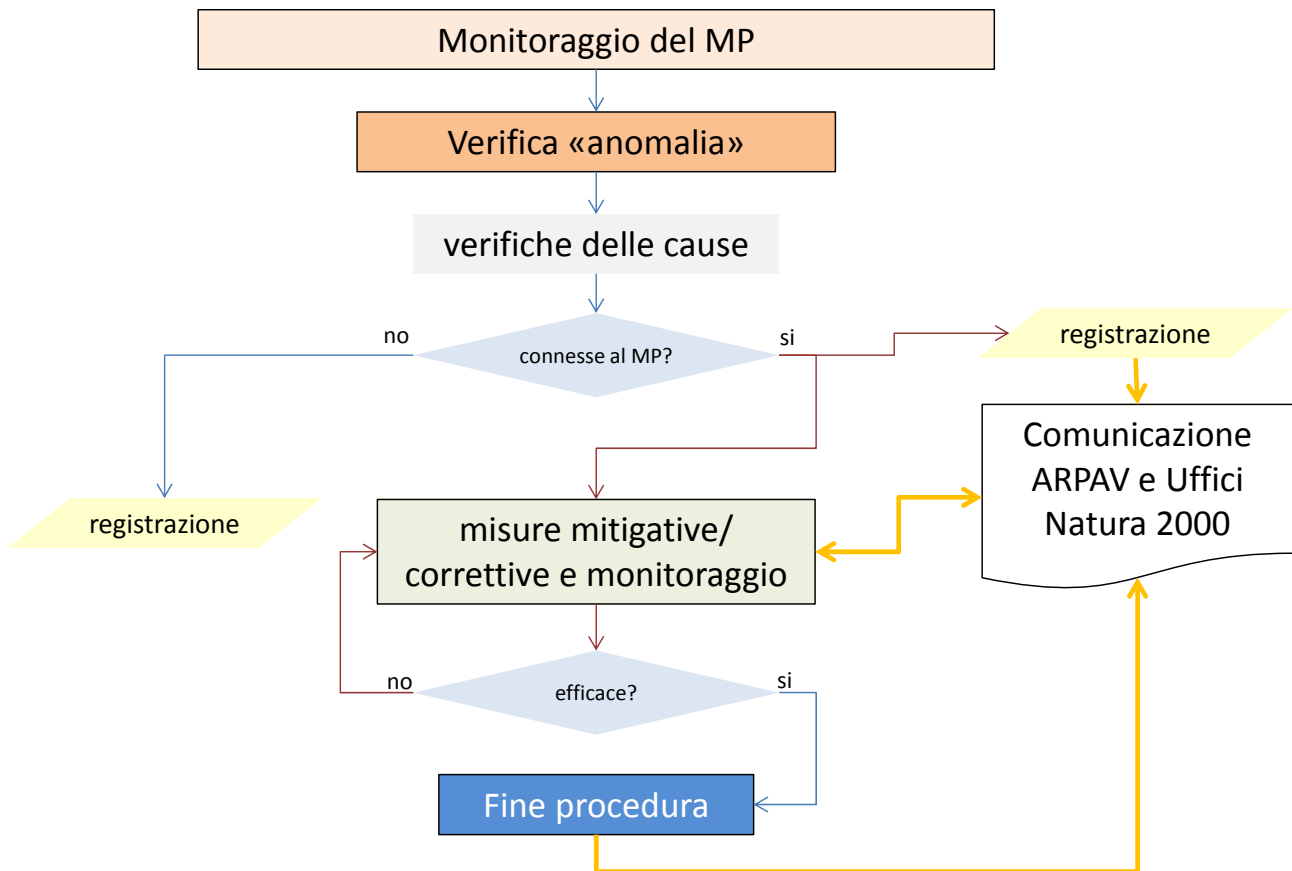 Monitoraggio del MP
Verifica «anomalia»
verifiche delle cause
no
connesse al MP?
si
registrazione
Comunicazione
ARPAV e Uffici
Natura 2000
registrazione
misure mitigative/
correttive e monitoraggio
no
efficace?
si
Fine procedura